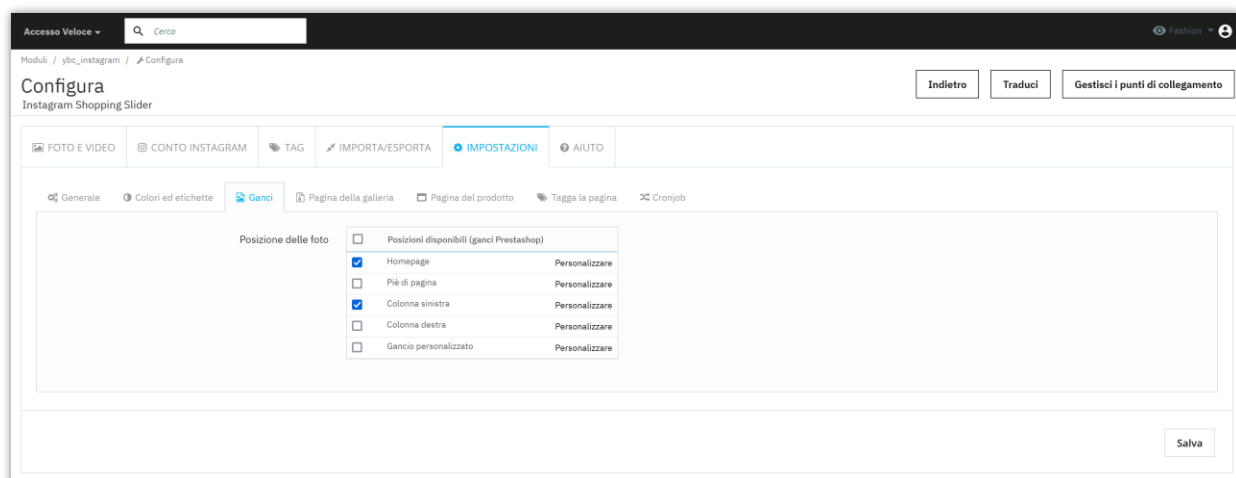 Accesso Veloce
Cerca
Fashion
Moduli / ybc_instagram / Configura
Configura
Instagram Shopping Slider
Indietro
Traduci
Gestisci i punti di collegamento
FOTO E VIDEO
CONTO INSTAGRAM
TAG
IMPORTA/ESPORTA
IMPOSTAZIONI
AIUTO
Generale
Colori ed etichette
Ganci
Pagina della galleria
Pagina del prodotto
Tagga la pagina
Cronjob
Posizione delle foto
Posizioni disponibili (ganci Prestashop)
Homepage Personalizzare
Piè di pagina Personalizzare
Colonna sinistra Personalizzare
Colonna destra Personalizzare
Gancio personalizzato Personalizzare
Salva